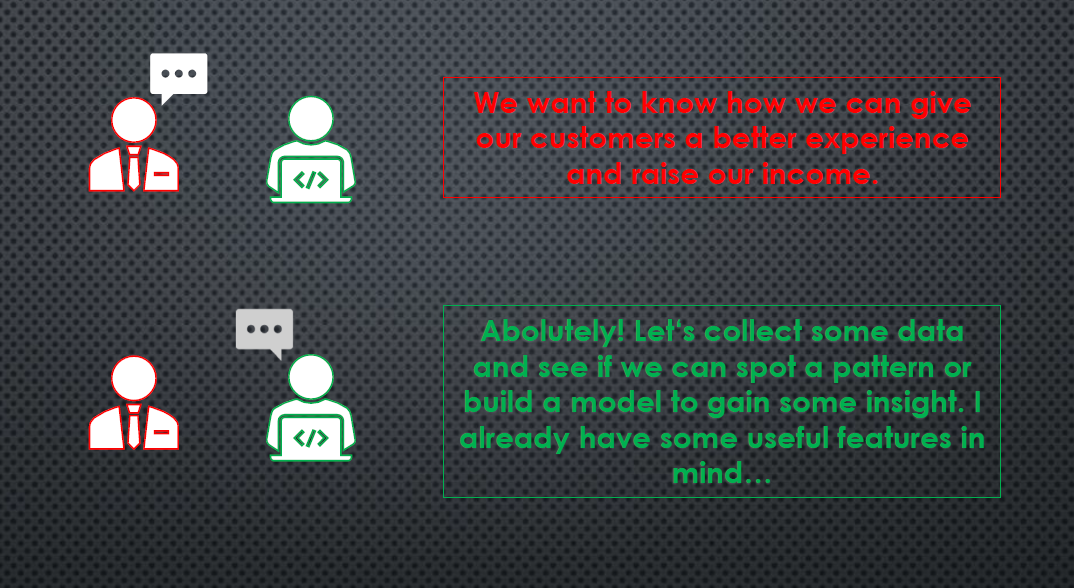 We want to know how we can give
our customers a better experience
and raise our income.
</>
Abolutely! Let‘s collect some data
and see if we can spot a pattern or
build a model to gain some insight. I
already have some useful features in
mind…
</>